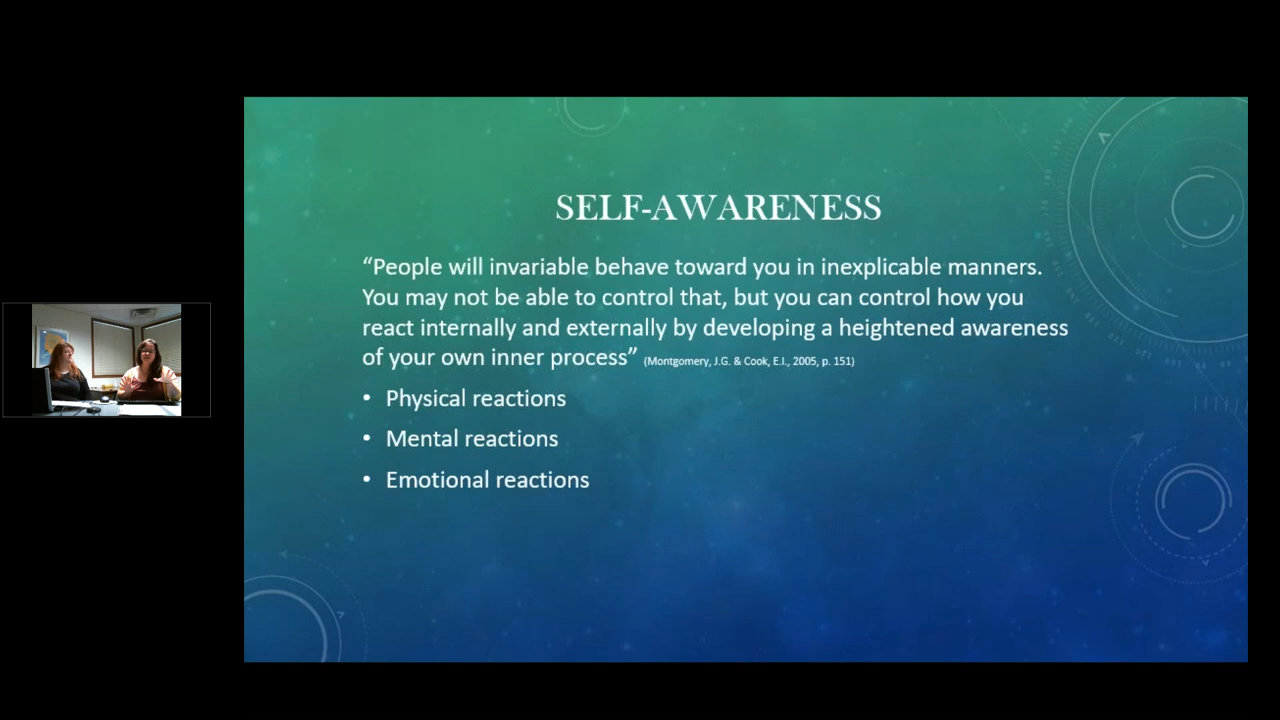 SELF-AWARENESS
“People will invariable behave toward you in inexplicable manners.
You may not be able to control that, but you can control how you
react internally and externally by developing a heightened awareness
of your own inner process” (Montgomery, J.G. & Cook, E.I., 2005, p. 151)
• Physical reactions
• Mental reactions
• Emotional reactions